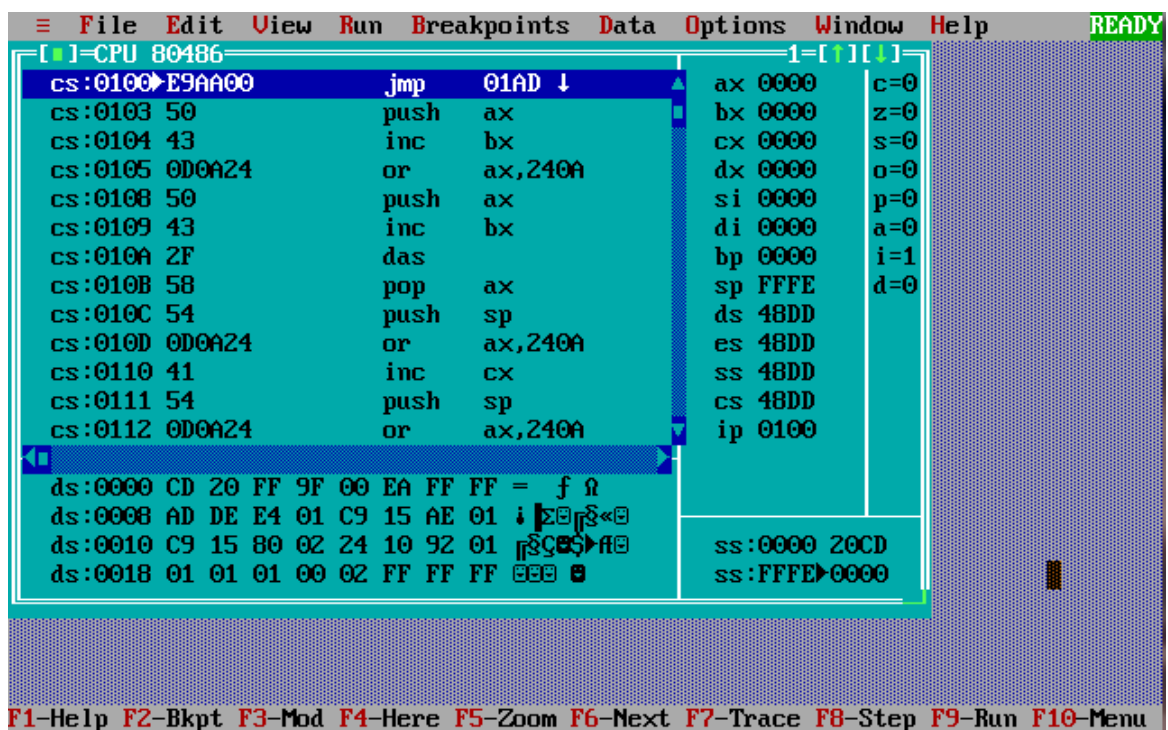 ≡ File Edit View Run Breakpoints Data Options Window Help READY
[■]=CPU 80486 1=[↑][↓]
cs:0100►E9AA00 jmp 01AD ↓ ax 0000 c=0
cs:0103 50 push ax bx 0000 z=0
cs:0104 43 inc bx cx 0000 s=0
cs:0105 0D0A24 or ax,240A dx 0000 o=0
cs:0108 50 push ax si 0000 p=0
cs:0109 43 inc bx di 0000 a=0
cs:010A 2F das bp 0000 i=1
cs:010B 58 pop ax sp FFFE d=0
cs:010C 54 push sp ds 48DD
cs:010D 0D0A24 or ax,240A es 48DD
cs:0110 41 inc cx ss 48DD
cs:0111 54 push sp cs 48DD
cs:0112 0D0A24 or ax,240A ip 0100
ds:0000 CD 20 FF 9F 00 EA FF FF = ƒ Ω
ds:0008 AD DE E4 01 C9 15 AE 01 ¡▐Σ☺╔§«☺
ds:0010 C9 15 80 02 24 10 92 01 ╔§Ç☻$►Æ☺ ss:0000 20CD
ds:0018 01 01 01 00 02 FF FF FF ☺☺☺ ☻ ss:FFFE►0000
F1-Help F2-Bkpt F3-Mod F4-Here F5-Zoom F6-Next F7-Trace F8-Step F9-Run F10-Menu